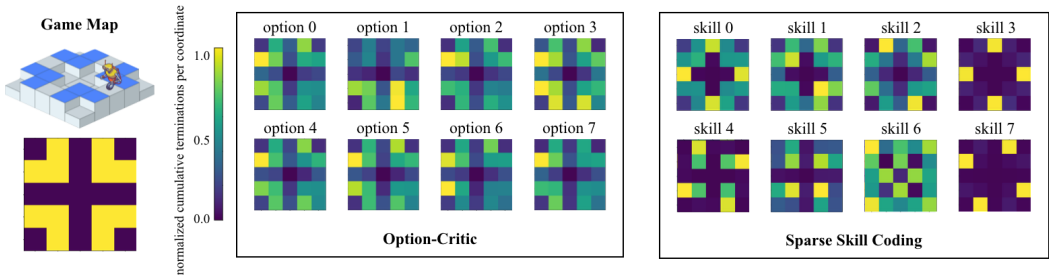 Game Map
normalized cumulative terminations per coordinate
1.0
0.5
0.0
option 0 option 1 option 2 option 3
option 4 option 5 option 6 option 7
Option-Critic
skill 0 skill 1 skill 2 skill 3
skill 4 skill 5 skill 6 skill 7
Sparse Skill Coding